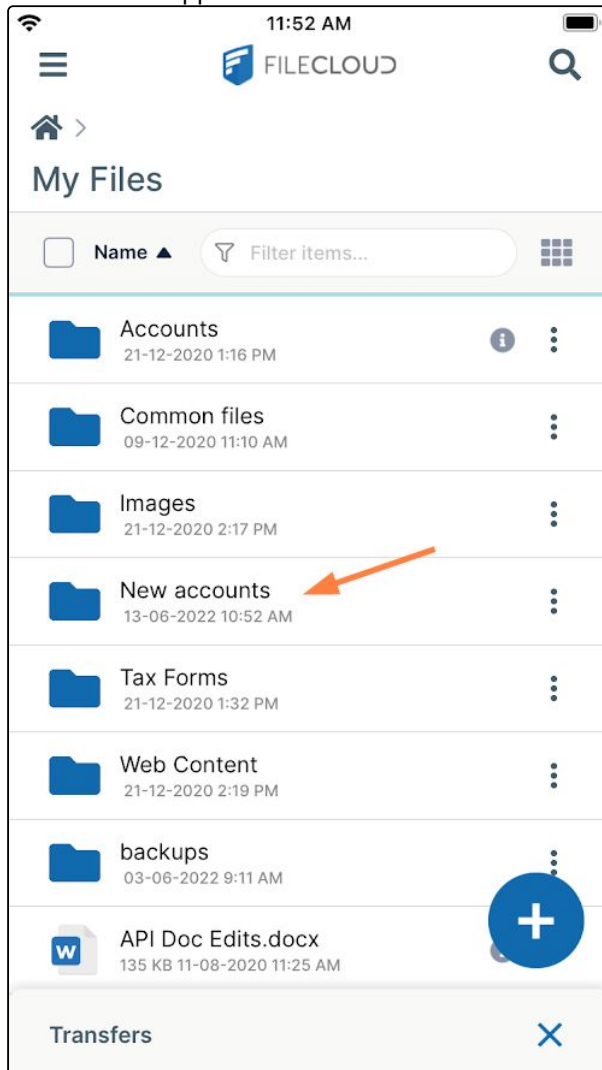 11:52 AM
FILECLOUD
My Files
Name ▲ Filter items...
Accounts
21-12-2020 1:16 PM
Common files
09-12-2020 11:10 AM
Images
21-12-2020 2:17 PM
New accounts
13-06-2022 10:52 AM
Tax Forms
21-12-2020 1:32 PM
Web Content
21-12-2020 2:19 PM
backups
03-06-2022 9:11 AM
W API Doc Edits.docx
135 KB 11-08-2020 11:25 AM
Transfers